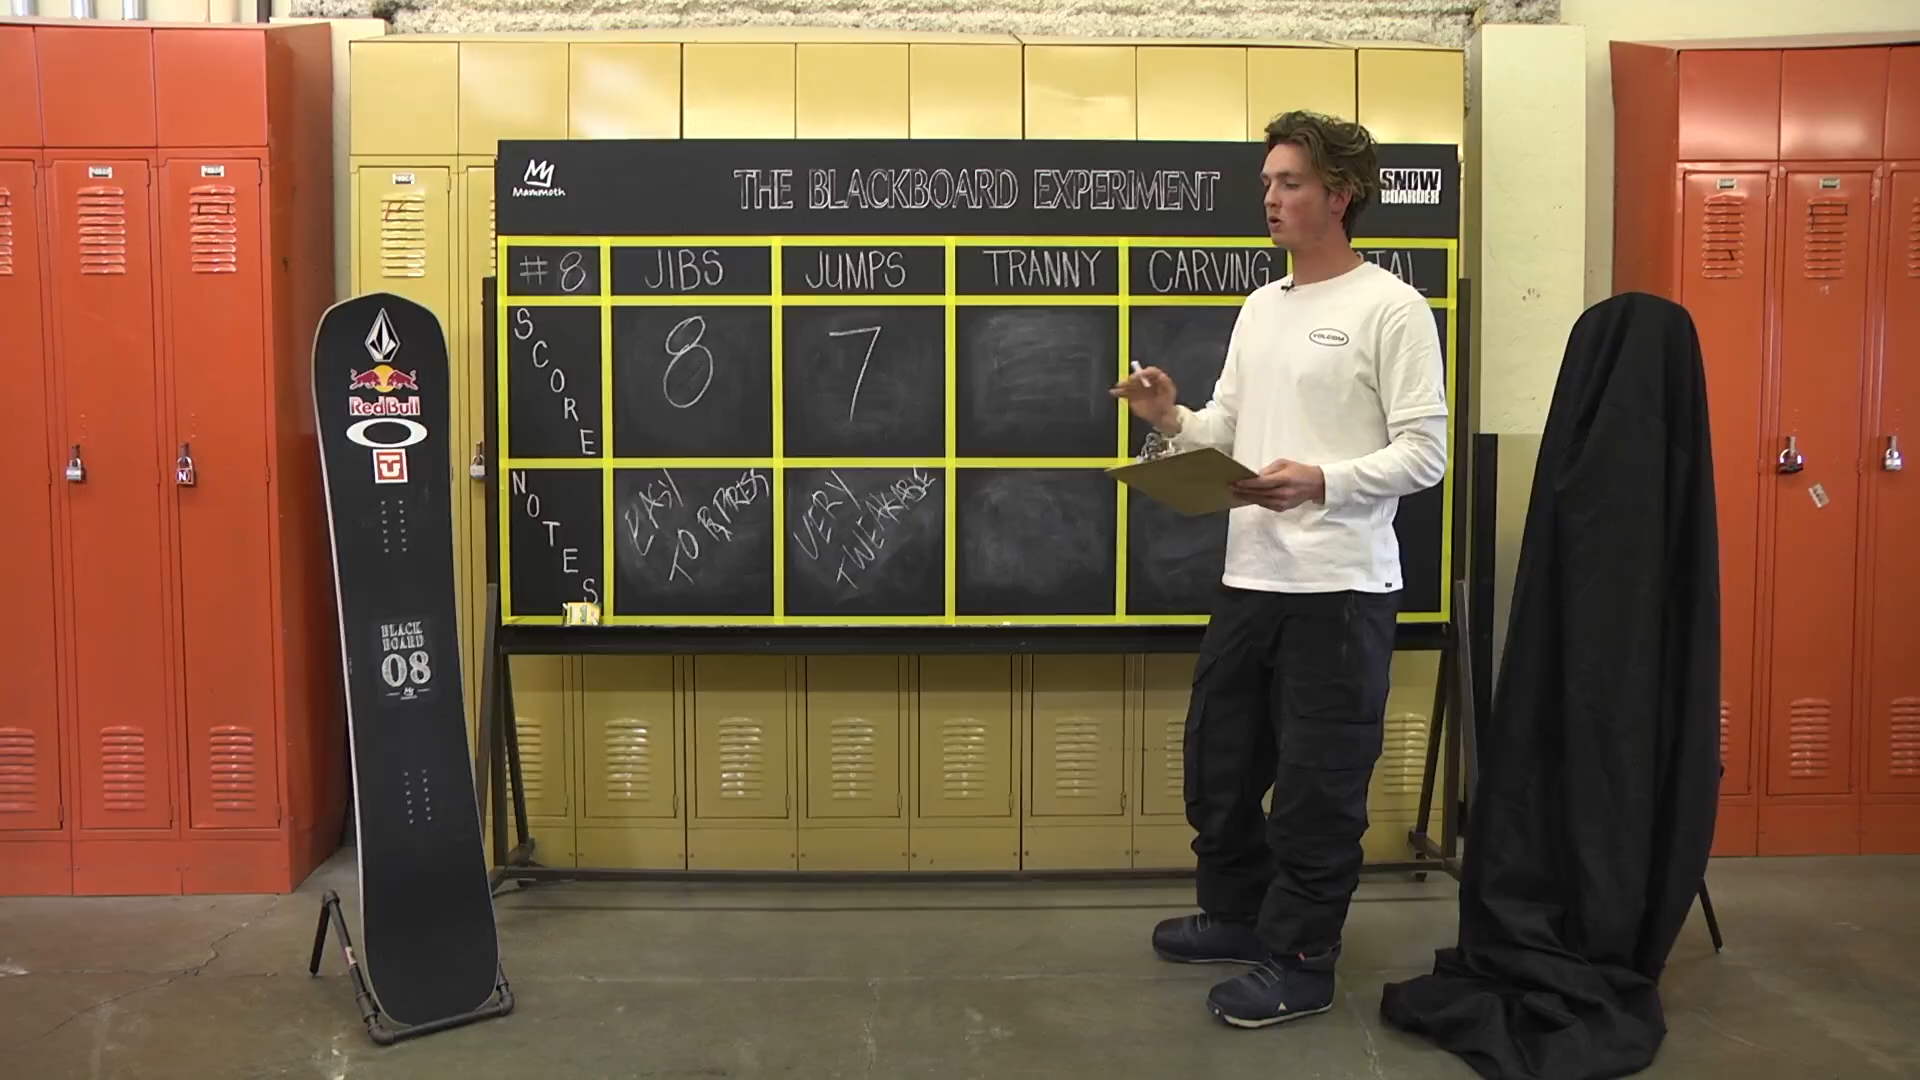 Mammoth
THE BLACKBOARD EXPERIMENT
SNOW
BOARDER
#8
JIBS
JUMPS
TRANNY
CARVING
TAL
SCORE
8
7
NOTES
EASY
TO PRESS
VERY
TWEAKABLE
VOLCOM
Red Bull
BLACK
BOARD
08
N